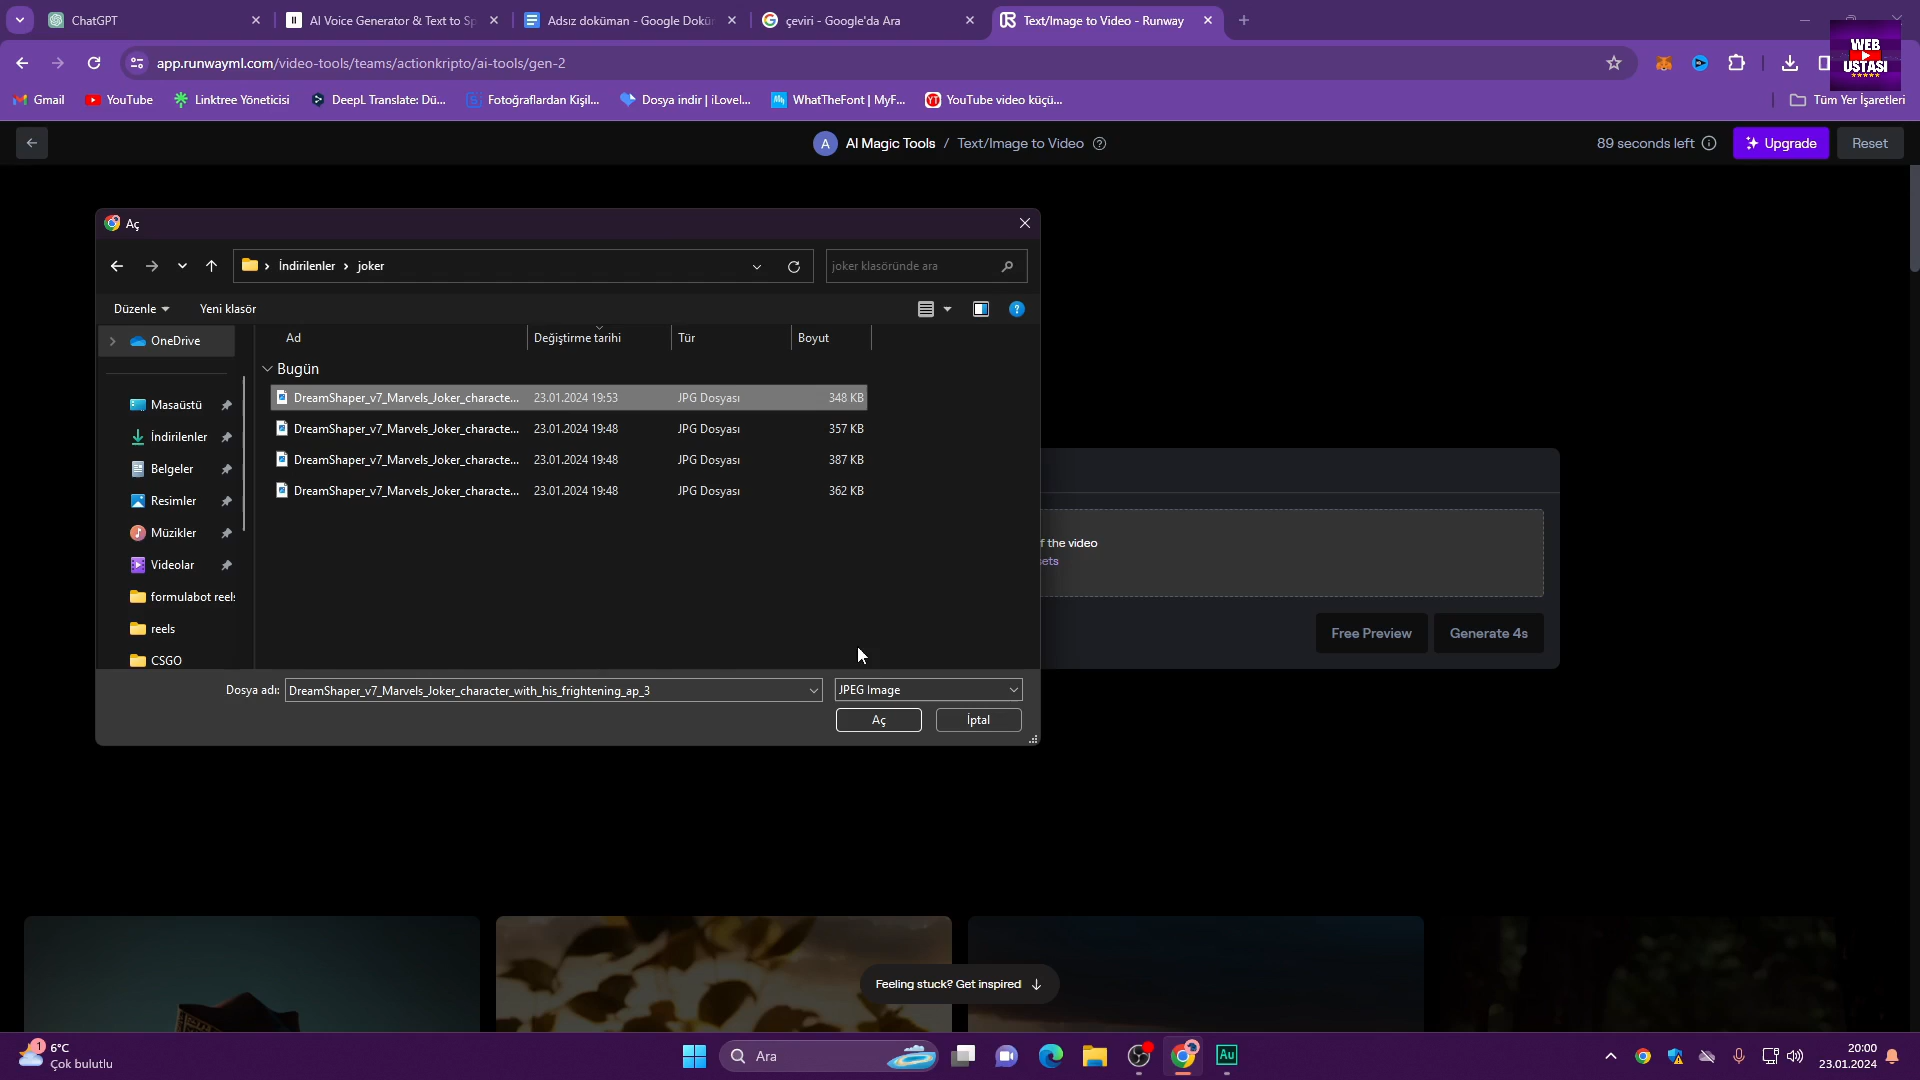 ChatGPT
AI Voice Generator & Text to Sp
Adsız doküman - Google Dokü
çeviri - Google'da Ara
Text/Image to Video - Runway
app.runwayml.com/video-tools/teams/actionkripto/ai-tools/gen-2
WEB
USTASI
Gmail
YouTube
Linktree Yöneticisi
DeepL Translate: Dü...
Fotoğraflardan Kişil...
Dosya indir | iLovel...
WhatTheFont | MyF...
YouTube video küçü...
Tüm Yer İşaretleri
A
AI Magic Tools / Text/Image to Video
89 seconds left
Upgrade
Reset
Aç
İndirilenler > joker
joker klasöründe ara
Düzenle
Yeni klasör
OneDrive
Masaüstü
İndirilenler
Belgeler
Resimler
Müzikler
Videolar
formulabot reels
reels
CSGO
Ad
Değiştirme tarihi
Tür
Boyut
Bugün
DreamShaper_v7_Marvels_Joker_characte... 23.01.2024 19:53 JPG Dosyası 348 KB
DreamShaper_v7_Marvels_Joker_characte... 23.01.2024 19:48 JPG Dosyası 357 KB
DreamShaper_v7_Marvels_Joker_characte... 23.01.2024 19:48 JPG Dosyası 387 KB
DreamShaper_v7_Marvels_Joker_characte... 23.01.2024 19:48 JPG Dosyası 362 KB
Dosya adı: DreamShaper_v7_Marvels_Joker_character_with_his_frightening_ap_3
JPEG Image
Aç
İptal
f the video
ets
Free Preview
Generate 4s
Feeling stuck? Get inspired
1
6°C
Çok bulutlu
Ara
Au
20:00
23.01.2024